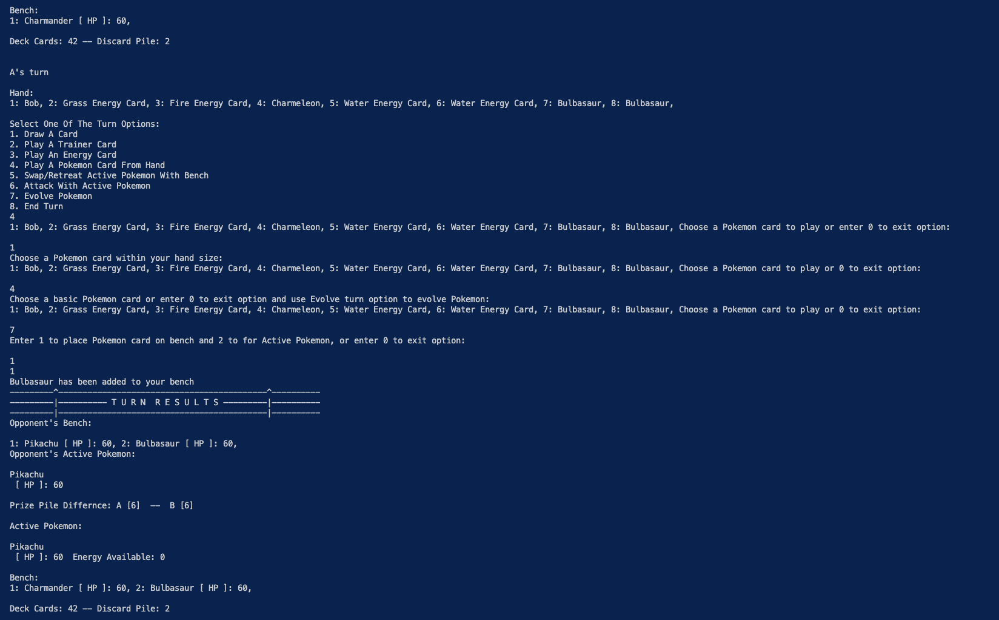 Bench:
1: Charmander [ HP ]: 60,
Deck Cards: 42 —— Discard Pile: 2
A's turn
Hand:
1: Bob, 2: Grass Energy Card, 3: Fire Energy Card, 4: Charmeleon, 5: Water Energy Card, 6: Water Energy Card, 7: Bulbasaur, 8: Bulbasaur,
Select One Of The Turn Options:
1. Draw A Card
2. Play A Trainer Card
3. Play An Energy Card
4. Play A Pokemon Card From Hand
5. Swap/Retreat Active Pokemon With Bench
6. Attack With Active Pokemon
7. Evolve Pokemon
8. End Turn
4
1: Bob, 2: Grass Energy Card, 3: Fire Energy Card, 4: Charmeleon, 5: Water Energy Card, 6: Water Energy Card, 7: Bulbasaur, 8: Bulbasaur, Choose a Pokemon card to play or enter 0 to exit option:
1
Choose a Pokemon card within your hand size:
1: Bob, 2: Grass Energy Card, 3: Fire Energy Card, 4: Charmeleon, 5: Water Energy Card, 6: Water Energy Card, 7: Bulbasaur, 8: Bulbasaur, Choose a Pokemon card to play or 0 to exit option:
4
Choose a basic Pokemon card or enter 0 to exit option and use Evolve turn option to evolve Pokemon:
1: Bob, 2: Grass Energy Card, 3: Fire Energy Card, 4: Charmeleon, 5: Water Energy Card, 6: Water Energy Card, 7: Bulbasaur, 8: Bulbasaur, Choose a Pokemon card to play or 0 to exit option:
7
Enter 1 to place Pokemon card on bench and 2 to for Active Pokemon, or enter 0 to exit option:
1
1
Bulbasaur has been added to your bench
—————————^———————————————————————————————————————————^——————————
—————————|—————————— T U R N  R E S U L T S —————————|——————————
—————————|———————————————————————————————————————————|——————————
Opponent's Bench:
1: Pikachu [ HP ]: 60, 2: Bulbasaur [ HP ]: 60,
Opponent's Active Pokemon:
Pikachu
[ HP ]: 60
Prize Pile Differnce: A [6]  ——  B [6]
Active Pokemon:
Pikachu
[ HP ]: 60  Energy Available: 0
Bench:
1: Charmander [ HP ]: 60, 2: Bulbasaur [ HP ]: 60,
Deck Cards: 42 —— Discard Pile: 2